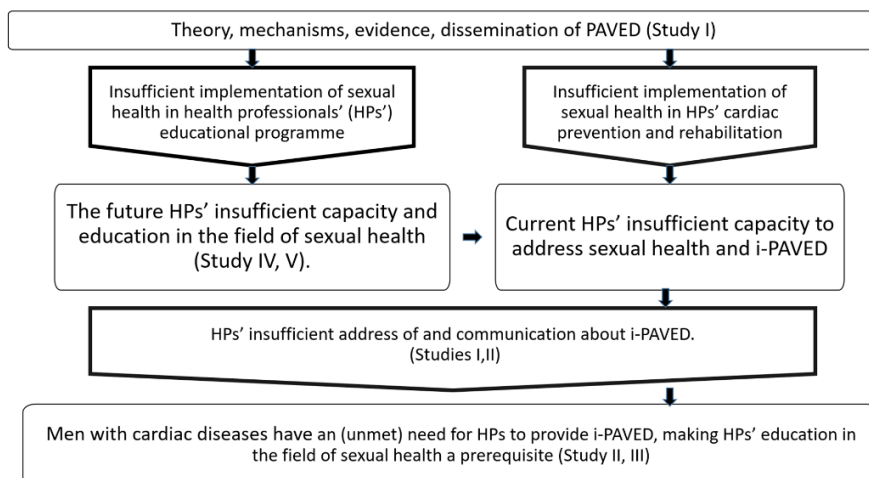 Theory, mechanisms, evidence, dissemination of PAVED (Study I)
Insufficient implementation of sexual
health in health professionals’ (HPs’)
educational programme
Insufficient implementation of
sexual health in HPs’ cardiac
prevention and rehabilitation
The future HPs’ insufficient capacity and
education in the field of sexual health
(Study IV, V).
Current HPs’ insufficient capacity to
address sexual health and i-PAVED
HPs’ insufficient address of and communication about i-PAVED.
(Studies I,II)
Men with cardiac diseases have an (unmet) need for HPs to provide i-PAVED, making HPs’ education in
the field of sexual health a prerequisite (Study II, III)